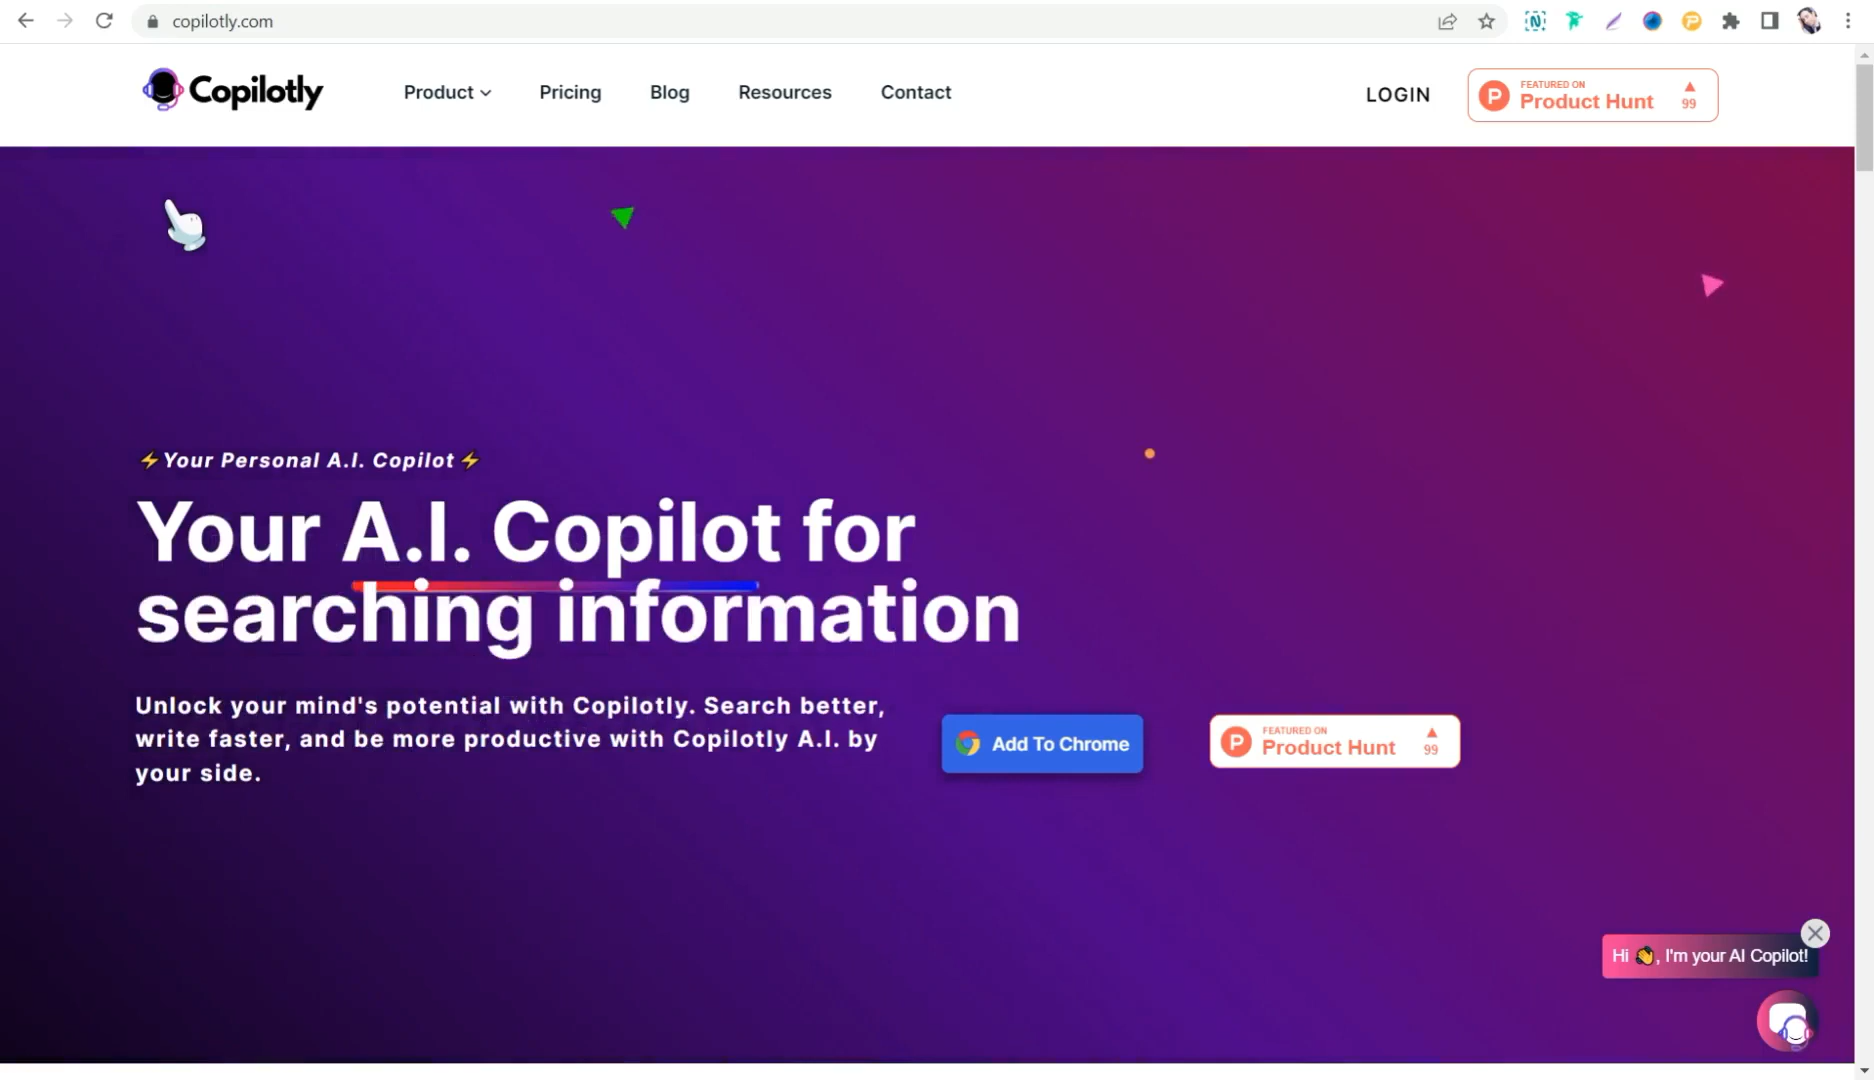 copilotly.com
Copilotly
Product
Pricing
Blog
Resources
Contact
LOGIN
FEATURED ON
Product Hunt
99
⚡Your Personal A.I. Copilot⚡
Your A.I. Copilot for
searching information
Unlock your mind's potential with Copilotly. Search better,
write faster, and be more productive with Copilotly A.I. by
your side.
Add To Chrome
FEATURED ON
Product Hunt
99
Hi 👋, I'm your AI Copilot!